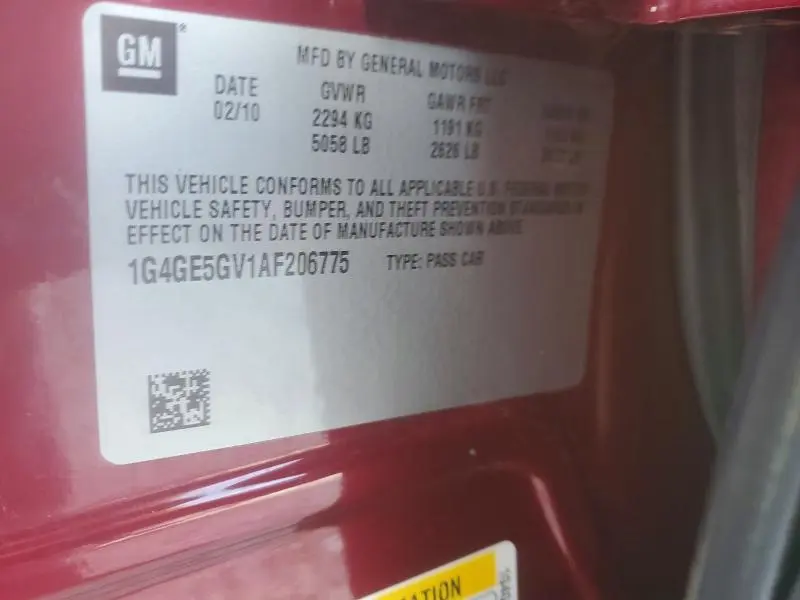 GM
MFD BY GENERAL MOTORS LLC
DATE GVWR GAWR FRT
02/10 2294 KG 1191 KG
5058 LB 2626 LB
THIS VEHICLE CONFORMS TO ALL APPLICABLE U.S. FEDERAL MOTOR
VEHICLE SAFETY, BUMPER, AND THEFT PREVENTION STANDARDS IN
EFFECT ON THE DATE OF MANUFACTURE SHOWN ABOVE
1G4GE5GV1AF206775 TYPE: PASS CAR